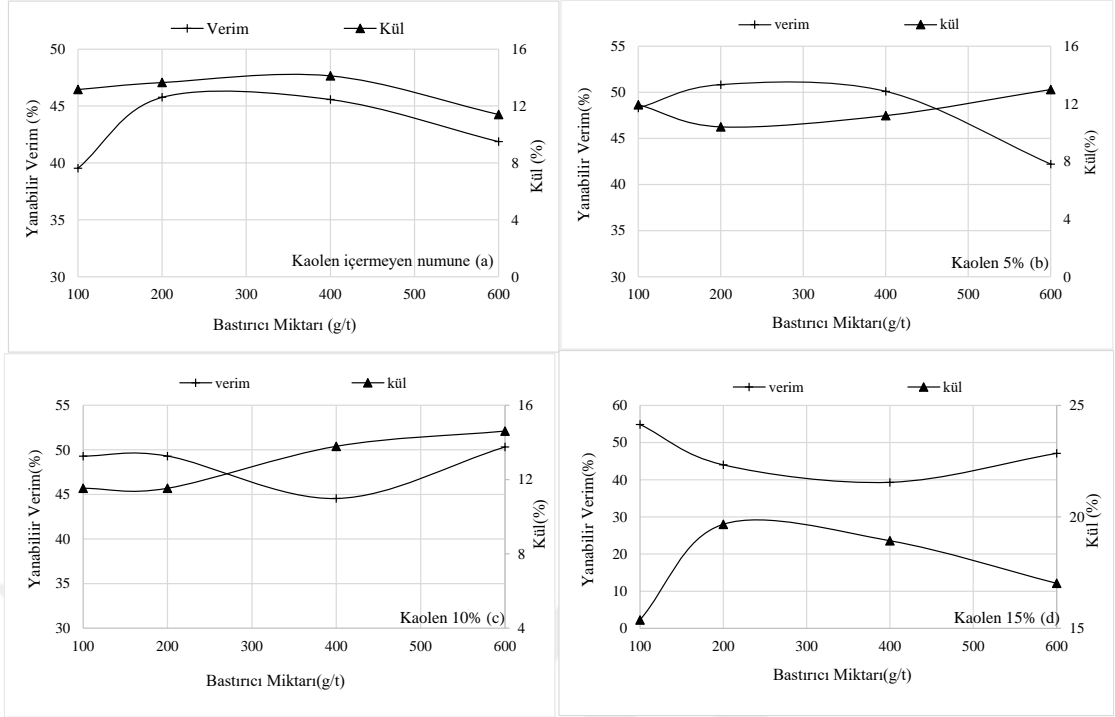 Verim Kül
50 16
45 12
40 8
35 4
30 0
100 200 300 400 500 600
Yanabilir Verim (%)
Kül (%)
Kaolen içermeyen numune (a)
Bastırıcı Miktarı (g/t)
verim kül
55 16
50 12
45 8
40 4
35 0
30
100 200 300 400 500 600
Yanabilir Verim(%)
Kül(%)
Kaolen 5% (b)
Bastırıcı Miktarı(g/t)
verim kül
55 16
50 12
45 8
40 4
35
30
100 200 300 400 500 600
Yanabiliir Verim(%)
Kül(%)
Kaolen 10% (c)
Bastırıcı Miktarı(g/t)
verim kül
60 25
50 20
40 15
30
20
10
0
100 200 300 400 500 600
Yanabilir Verim(%)
Kül (%)
Kaolen 15% (d)
Bastırıcı Miktarı(g/t)